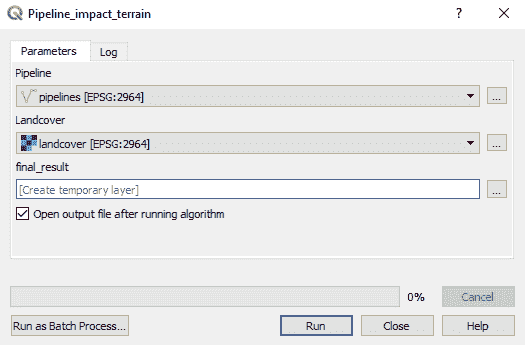 Pipeline_impact_terrain
?
Parameters Log
Pipeline
pipelines [EPSG:2964]
...
Landcover
landcover [EPSG:2964]
...
final_result
[Create temporary layer]
...
Open output file after running algorithm
0% Cancel
Run as Batch Process... Run Close Help